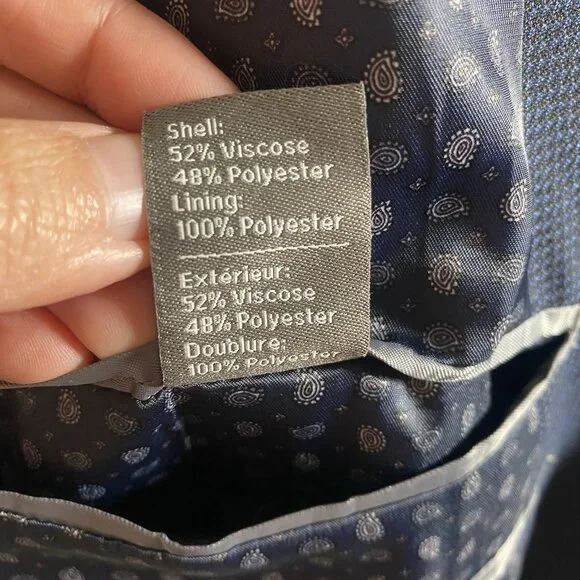 Shell:
52% Viscose
48% Polyester
Lining:
100% Polyester
Extérieur:
52% Viscose
48% Polyester
Doublure:
100% Polyester